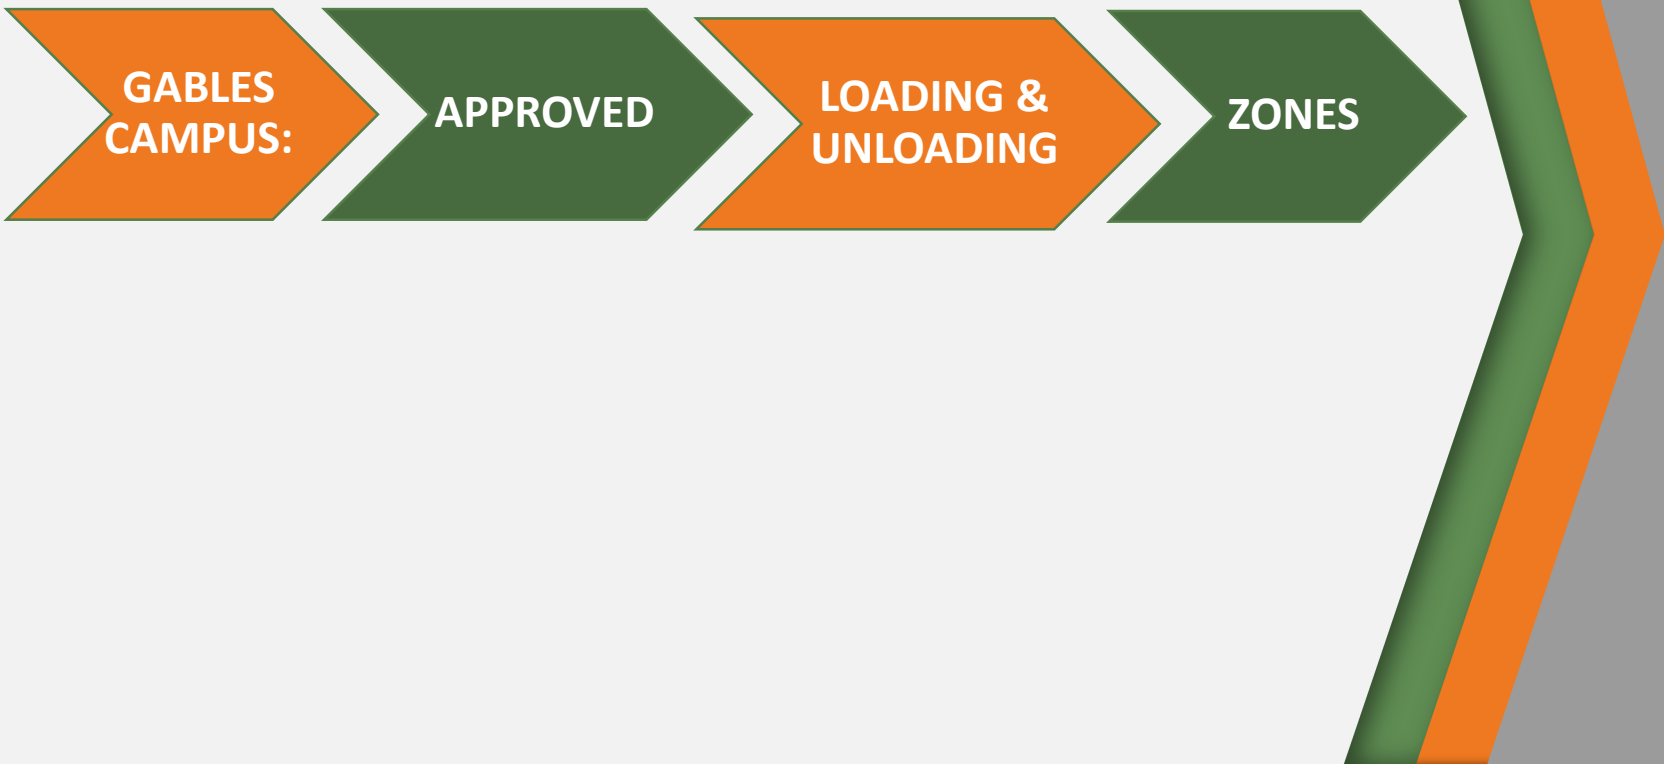 GABLES
CAMPUS:
APPROVED
LOADING &
UNLOADING
ZONES